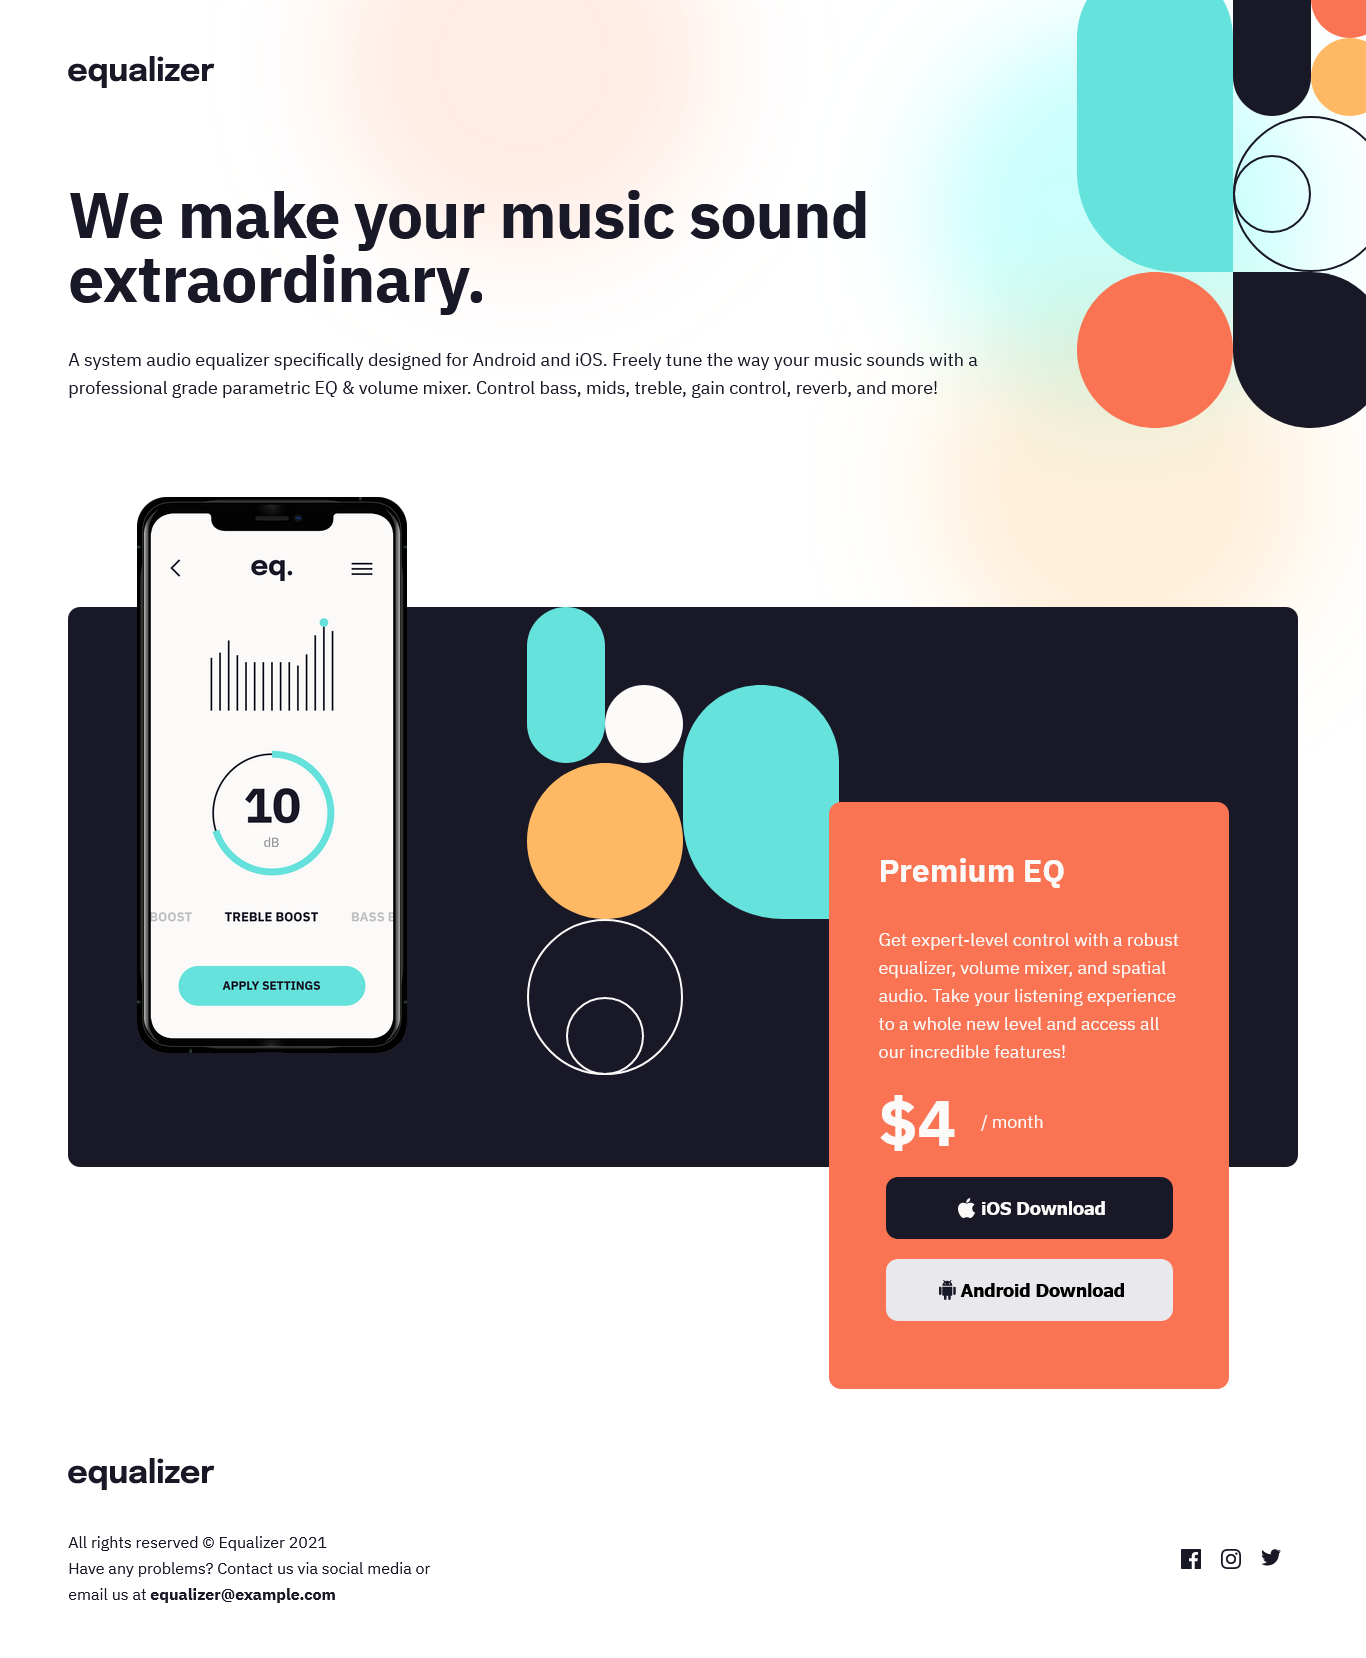 equalizer
We make your music sound
extraordinary.
A system audio equalizer specifically designed for Android and iOS. Freely tune the way your music sounds with a
professional grade parametric EQ & volume mixer. Control bass, mids, treble, gain control, reverb, and more!
eq.
10
dB
BOOST TREBLE BOOST BASS B
APPLY SETTINGS
Premium EQ
Get expert-level control with a robust
equalizer, volume mixer, and spatial
audio. Take your listening experience
to a whole new level and access all
our incredible features!
$4 / month
iOS Download
Android Download
equalizer
All rights reserved © Equalizer 2021
Have any problems? Contact us via social media or
email us at equalizer@example.com